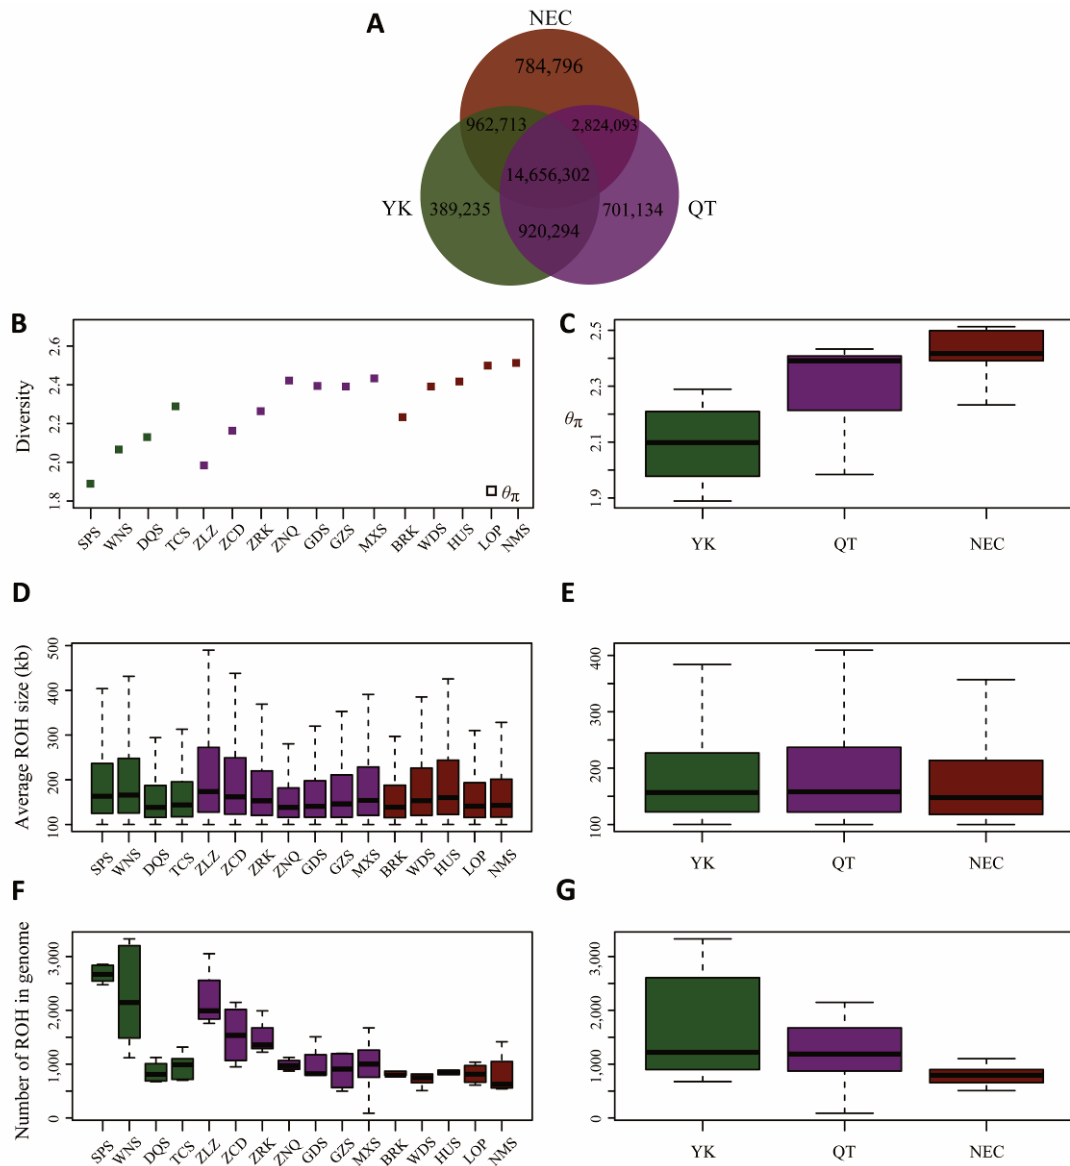 A
NEC
784,796
962,713
2,824,093
14,656,302
YK
389,235
701,134
QT
920,294
B
Diversity
2.6
2.4
2.2
2.0
1.8
θπ
SPS WNS DQS TCS ZLZ ZCD ZRK ZNQ GDS GZS MXS BRK WDS HUS LOP NMS
C
θπ
2.5
2.3
2.1
1.9
YK QT NEC
D
Average ROH size (kb)
500
400
300
200
100
SPS WNS DQS TCS ZLZ ZCD ZRK ZNQ GDS GZS MXS BRK WDS HUS LOP NMS
E
400
300
200
100
YK QT NEC
F
Number of ROH in genome
3,000
2,000
1,000
0
SPS WNS DQS TCS ZLZ ZCD ZRK ZNQ GDS GZS MXS BRK WDS HUS LOP NMS
G
3,000
2,000
1,000
0
YK QT NEC